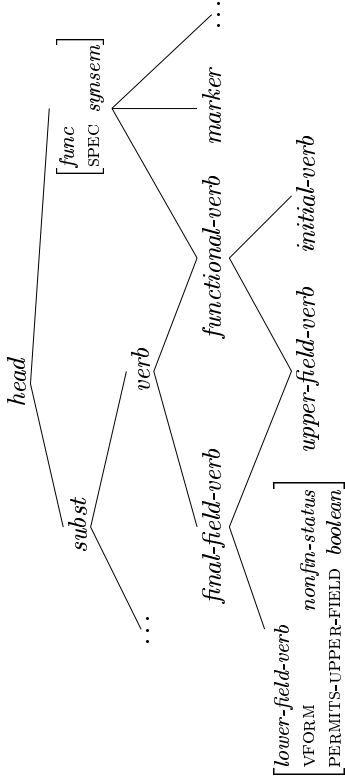 head
subst
func
SPEC synsem
…
verb
final-field-verb
functional-verb
marker
…
lower-field-verb
VFORM nonfin-status
PERMITS-UPPER-FIELD boolean
upper-field-verb
initial-verb